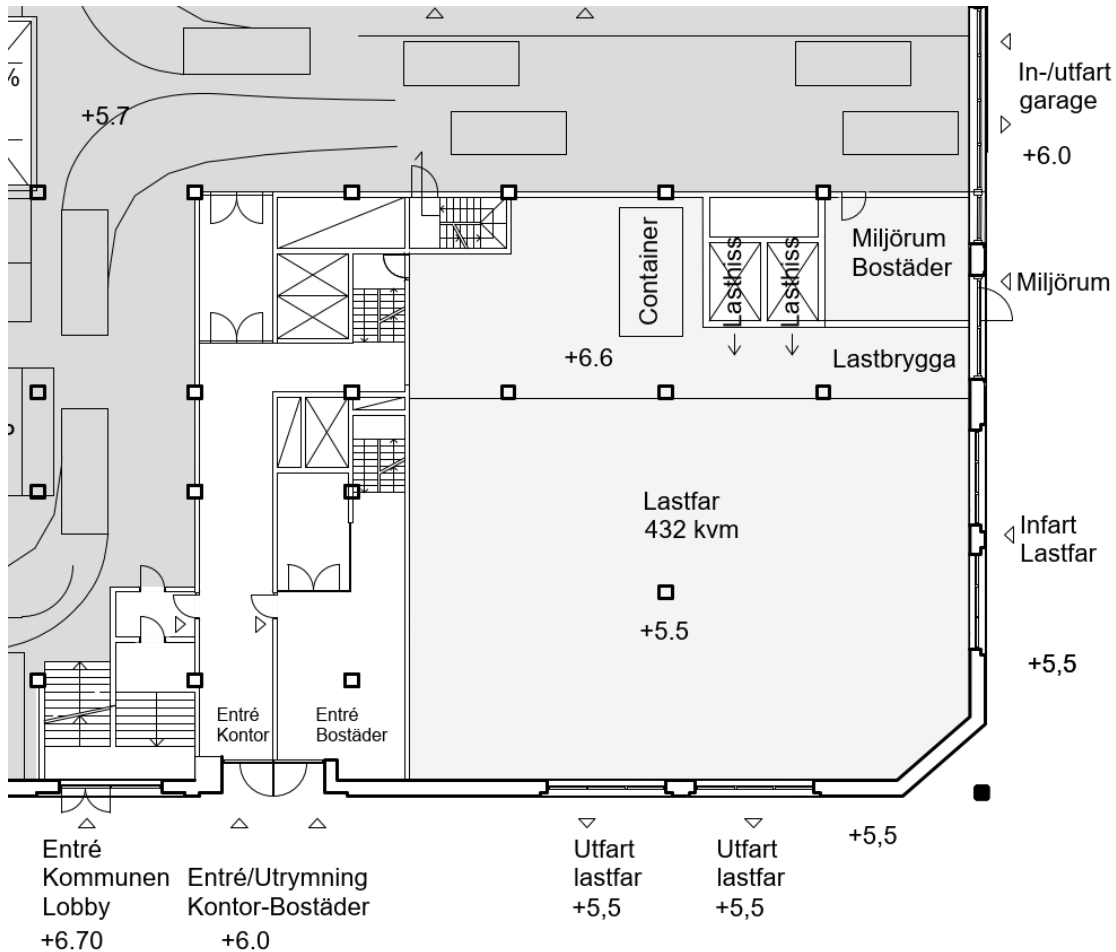 %
+5.7
In-/utfart
garage
+6.0
Container
Lasthiss
Lasthiss
Miljörum
Bostäder
Miljörum
+6.6
Lastbrygga
Lastfar
432 kvm
+5.5
Infart
Lastfar
+5,5
Entré
Kontor
Entré
Bostäder
Entré
Kommunen
Lobby
+6.70
Entré/Utrymning
Kontor-Bostäder
+6.0
Utfart
lastfar
+5,5
Utfart
lastfar
+5,5
+5,5